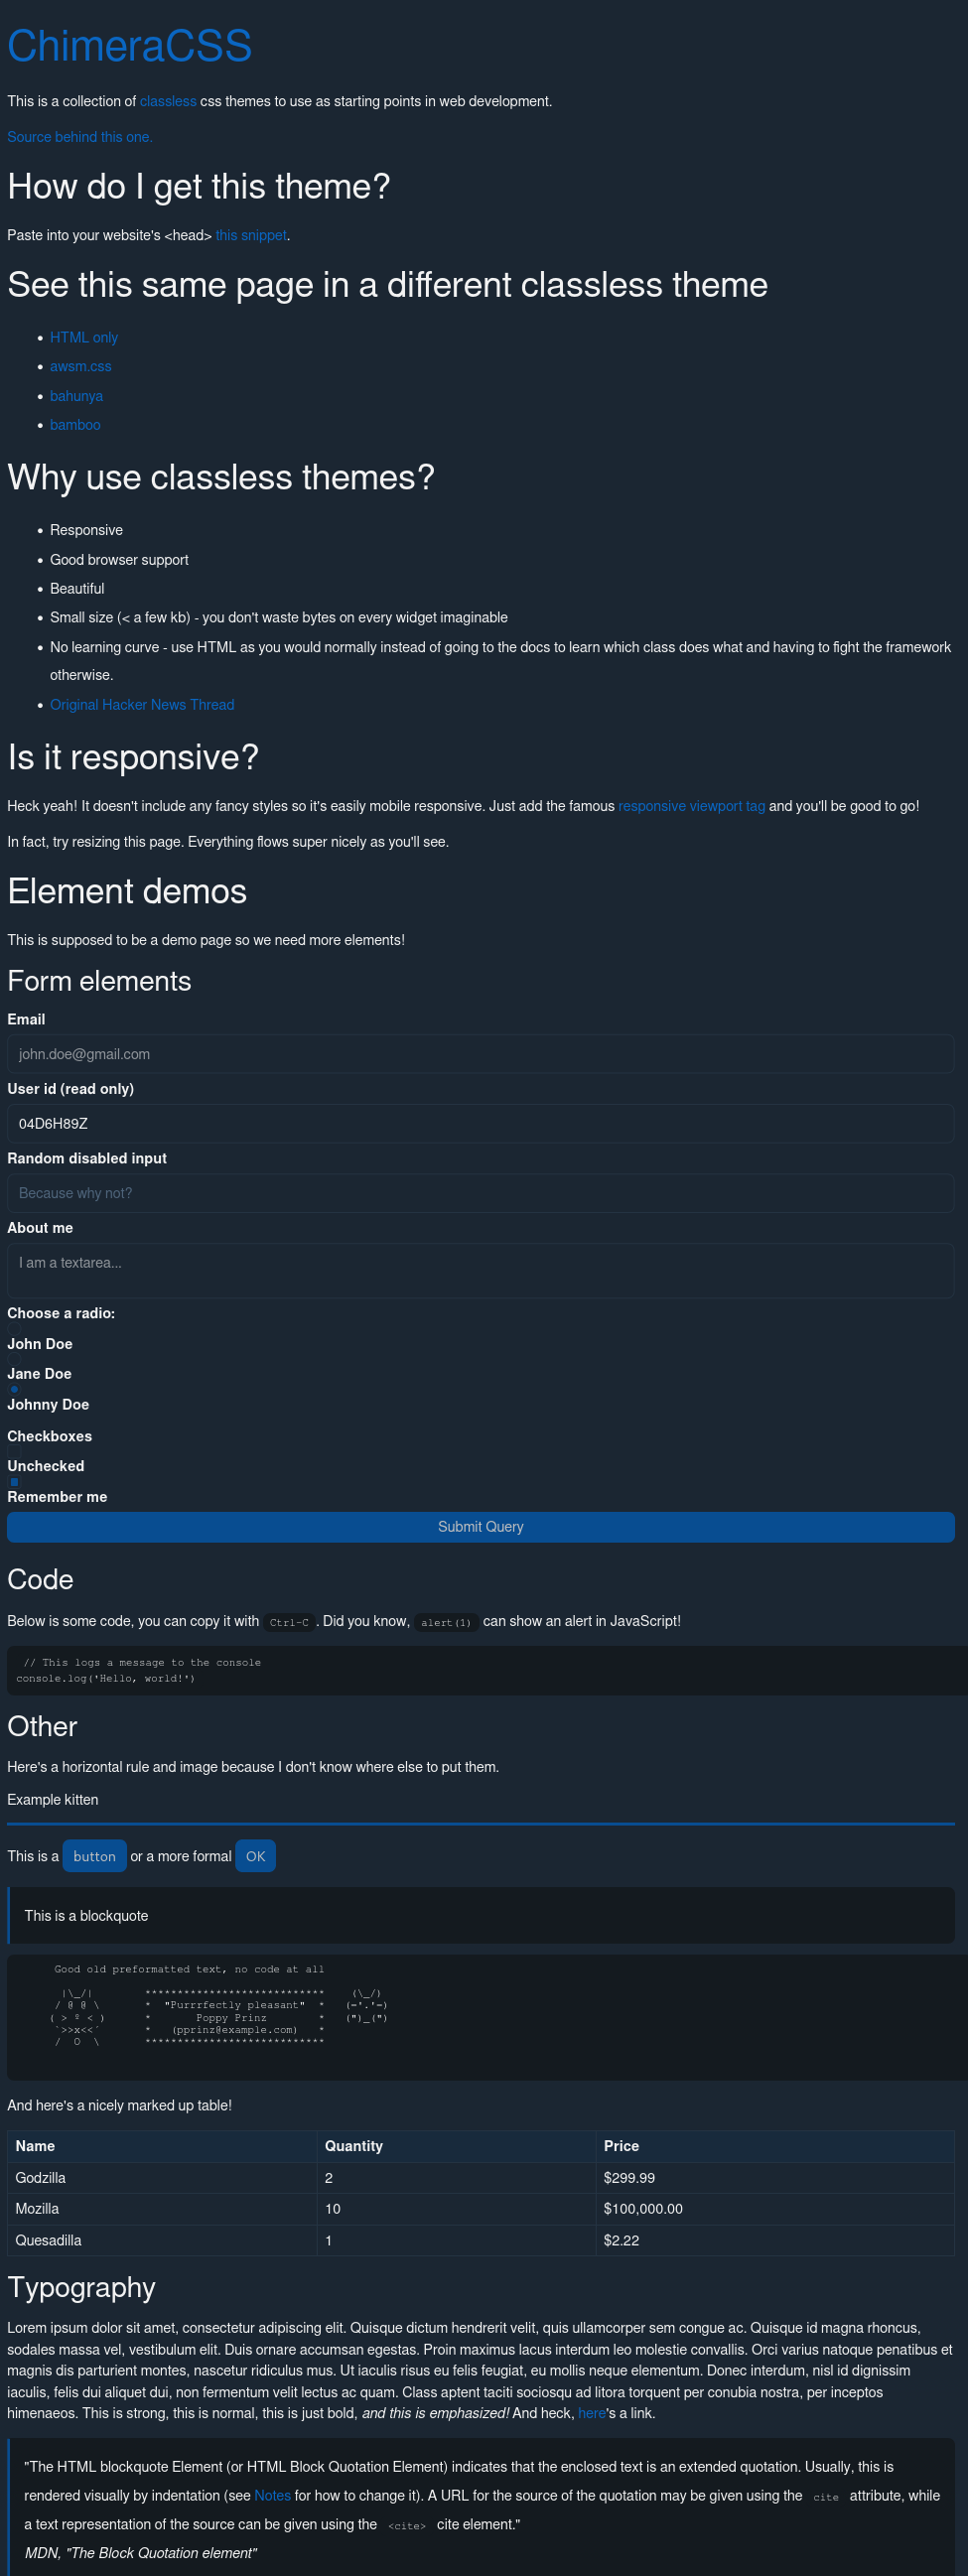 ChimeraCSS
This is a collection of classless css themes to use as starting points in web development.
Source behind this one.
How do I get this theme?
Paste into your website's <head> this snippet.
See this same page in a different classless theme
• HTML only
• awsm.css
• bahunya
• bamboo
Why use classless themes?
• Responsive
• Good browser support
• Beautiful
• Small size (< a few kb) - you don't waste bytes on every widget imaginable
• No learning curve - use HTML as you would normally instead of going to the docs to learn which class does what and having to fight the framework
otherwise.
• Original Hacker News Thread
Is it responsive?
Heck yeah! It doesn't include any fancy styles so it's easily mobile responsive. Just add the famous responsive viewport tag and you'll be good to go!
In fact, try resizing this page. Everything flows super nicely as you'll see.
Element demos
This is supposed to be a demo page so we need more elements!
Form elements
Email
john.doe@gmail.com
User id (read only)
04D6H89Z
Random disabled input
Because why not?
About me
I am a textarea...
Choose a radio:
John Doe
Jane Doe
Johnny Doe
Checkboxes
Unchecked
Remember me
Submit Query
Code
Below is some code, you can copy it with Ctrl-C. Did you know, alert(1) can show an alert in JavaScript!
// This logs a message to the console
console.log('Hello, world!')
Other
Here's a horizontal rule and image because I don't know where else to put them.
Example kitten
This is a button or a more formal OK
This is a blockquote
Good old preformatted text, no code at all
 |\_/|        ****************************    (\_/)
/ @ @ \       *  "Purrrfectly pleasant"  *   (='.'=)
( > º < )      *       Poppy Prinz        *   (")_(")
`>>x<<´       *   (pprinz@example.com)   *
/  O  \       ****************************
And here's a nicely marked up table!
Name Quantity Price
Godzilla 2 $299.99
Mozilla 10 $100,000.00
Quesadilla 1 $2.22
Typography
Lorem ipsum dolor sit amet, consectetur adipiscing elit. Quisque dictum hendrerit velit, quis ullamcorper sem congue ac. Quisque id magna rhoncus,
sodales massa vel, vestibulum elit. Duis ornare accumsan egestas. Proin maximus lacus interdum leo molestie convallis. Orci varius natoque penatibus et
magnis dis parturient montes, nascetur ridiculus mus. Ut iaculis risus eu felis feugiat, eu mollis neque elementum. Donec interdum, nisl id dignissim
iaculis, felis dui aliquet dui, non fermentum velit lectus ac quam. Class aptent taciti sociosqu ad litora torquent per conubia nostra, per inceptos
himenaeos. This is strong, this is normal, this is just bold, and this is emphasized! And heck, here's a link.
"The HTML blockquote Element (or HTML Block Quotation Element) indicates that the enclosed text is an extended quotation. Usually, this is
rendered visually by indentation (see Notes for how to change it). A URL for the source of the quotation may be given using the cite attribute, while
a text representation of the source can be given using the <cite> cite element."
MDN, "The Block Quotation element"